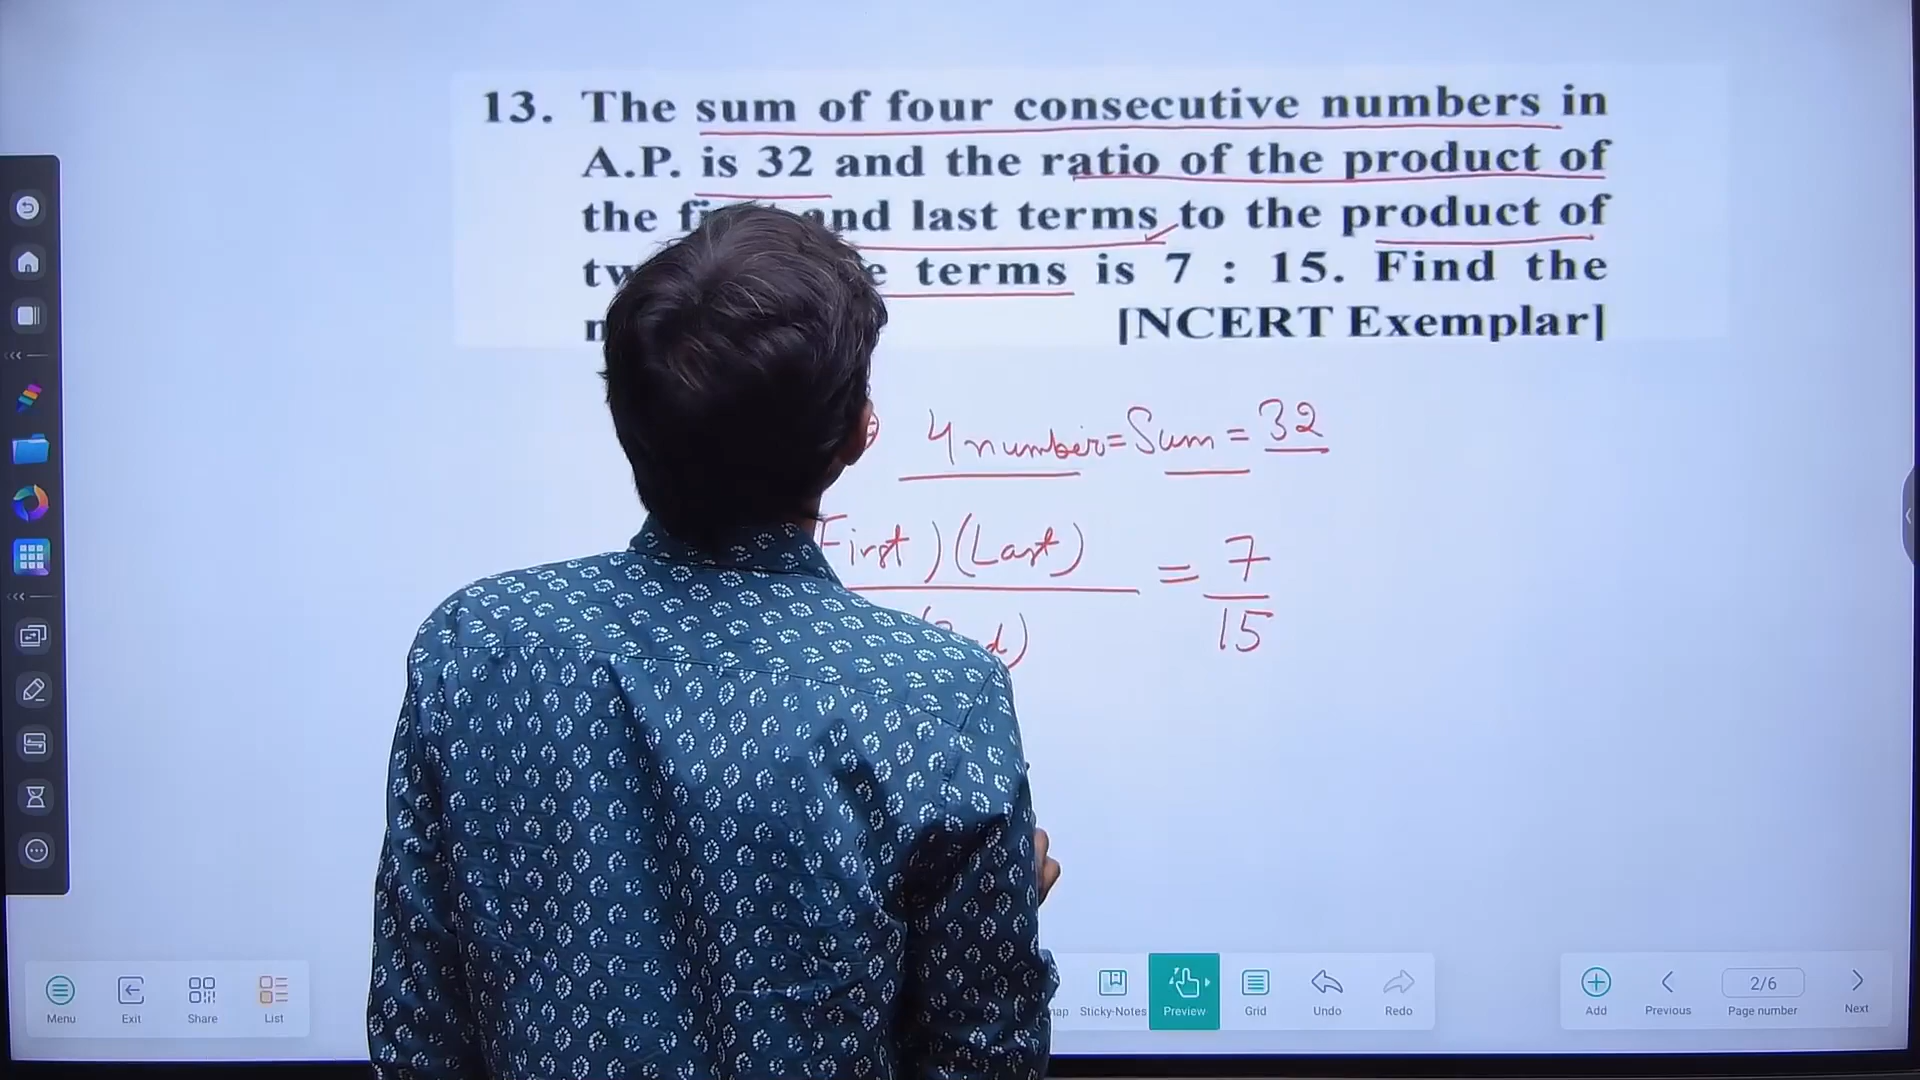 13. The sum of four consecutive numbers in
A.P. is 32 and the ratio of the product of
the and last terms to the product of
terms is 7 : 15. Find the
[NCERT Exemplar]
4 number = Sum = 32
First ) (Last) = 7
15
Menu
Exit
Share
List
Sticky-Notes
Preview
Grid
Undo
Redo
Add
Previous
2/6
Page number
Next